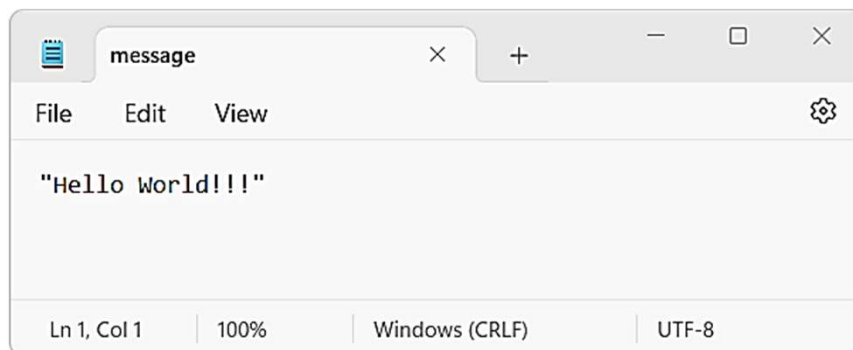 message
File Edit View
"Hello World!!!"
Ln 1, Col 1 100% Windows (CRLF) UTF-8